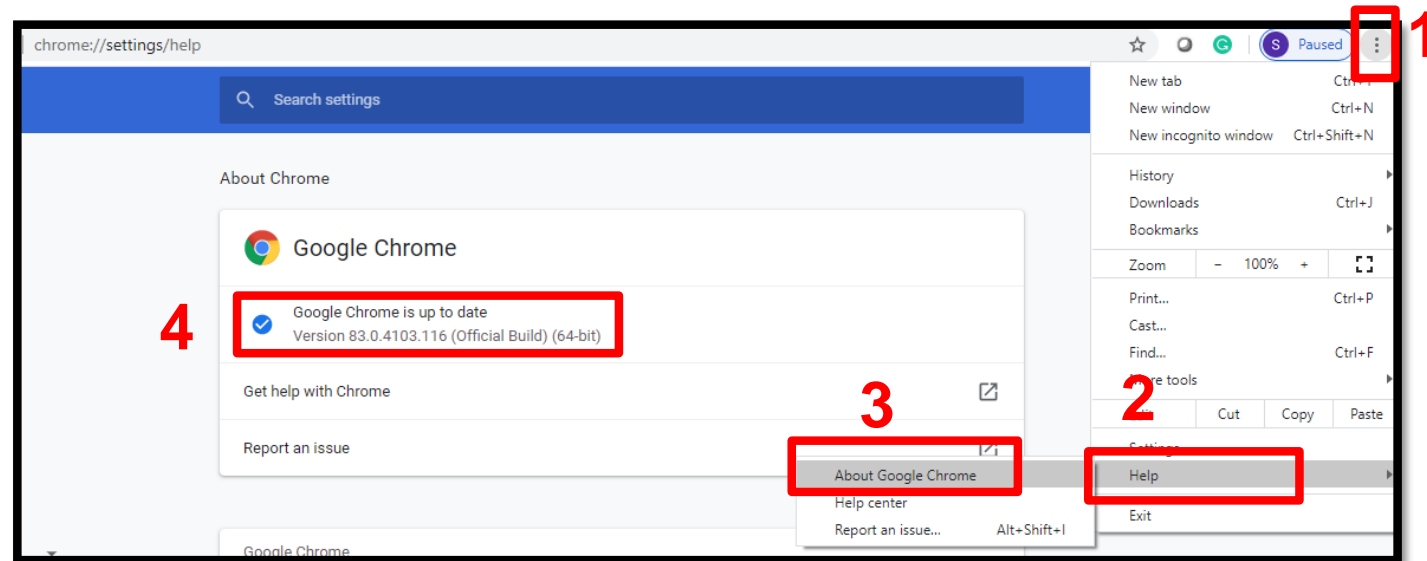 1
chrome://settings/help
S Paused
Search settings
About Chrome
Google Chrome
4
Google Chrome is up to date
Version 83.0.4103.116 (Official Build) (64-bit)
Get help with Chrome
Report an issue
Google Chrome
New tab
New window Ctrl+N
New incognito window Ctrl+Shift+N
History
Downloads Ctrl+J
Bookmarks
Zoom - 100% +
Print... Ctrl+P
Cast...
Find... Ctrl+F
tools
2
Cut Copy Paste
Settings
Help
Exit
3
About Google Chrome
Help center
Report an issue... Alt+Shift+I